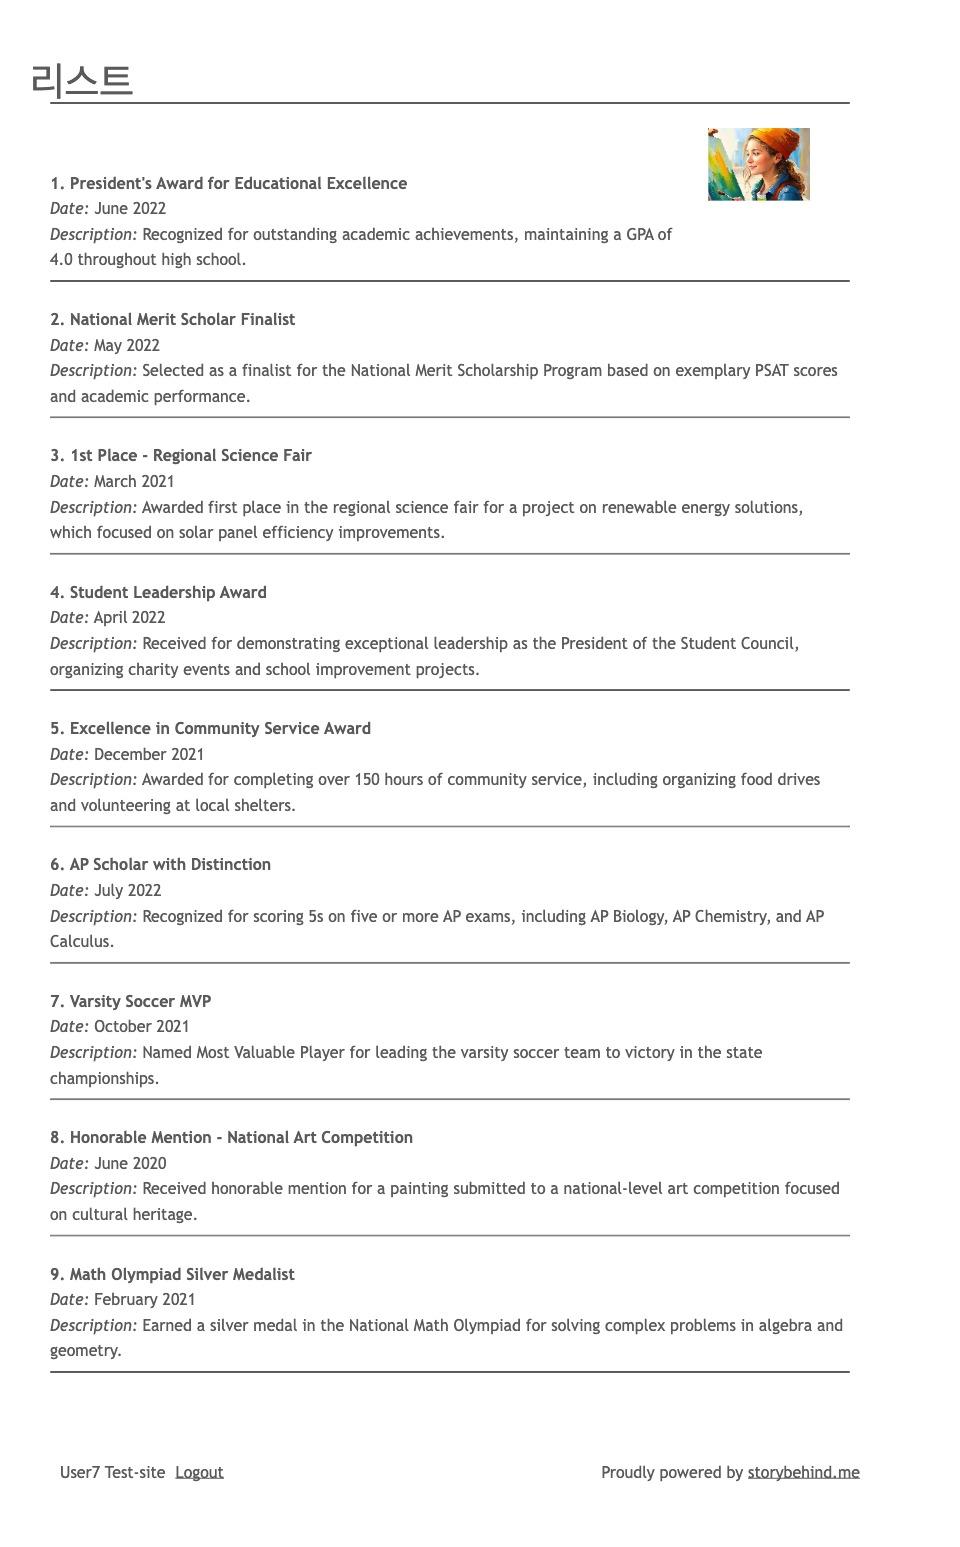 리스트
1. President's Award for Educational Excellence
Date: June 2022
Description: Recognized for outstanding academic achievements, maintaining a GPA of
4.0 throughout high school.
2. National Merit Scholar Finalist
Date: May 2022
Description: Selected as a finalist for the National Merit Scholarship Program based on exemplary PSAT scores
and academic performance.
3. 1st Place - Regional Science Fair
Date: March 2021
Description: Awarded first place in the regional science fair for a project on renewable energy solutions,
which focused on solar panel efficiency improvements.
4. Student Leadership Award
Date: April 2022
Description: Received for demonstrating exceptional leadership as the President of the Student Council,
organizing charity events and school improvement projects.
5. Excellence in Community Service Award
Date: December 2021
Description: Awarded for completing over 150 hours of community service, including organizing food drives
and volunteering at local shelters.
6. AP Scholar with Distinction
Date: July 2022
Description: Recognized for scoring 5s on five or more AP exams, including AP Biology, AP Chemistry, and AP
Calculus.
7. Varsity Soccer MVP
Date: October 2021
Description: Named Most Valuable Player for leading the varsity soccer team to victory in the state
championships.
8. Honorable Mention - National Art Competition
Date: June 2020
Description: Received honorable mention for a painting submitted to a national-level art competition focused
on cultural heritage.
9. Math Olympiad Silver Medalist
Date: February 2021
Description: Earned a silver medal in the National Math Olympiad for solving complex problems in algebra and
geometry.
User7 Test-site Logout
Proudly powered by storybehind.me